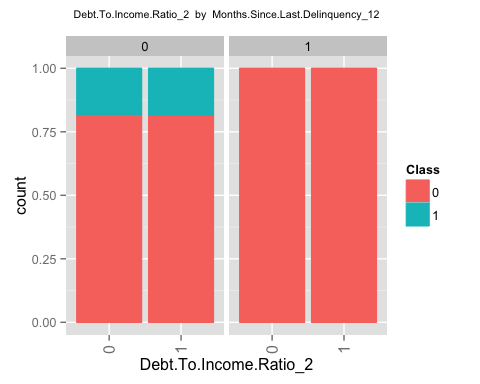 Debt.To.Income.Ratio_2 by Months.Since.Last.Delinquency_12
0 1
1.00
0.75
0.50
0.25
0.00
count
0 1 0 1
Debt.To.Income.Ratio_2
Class
0
1